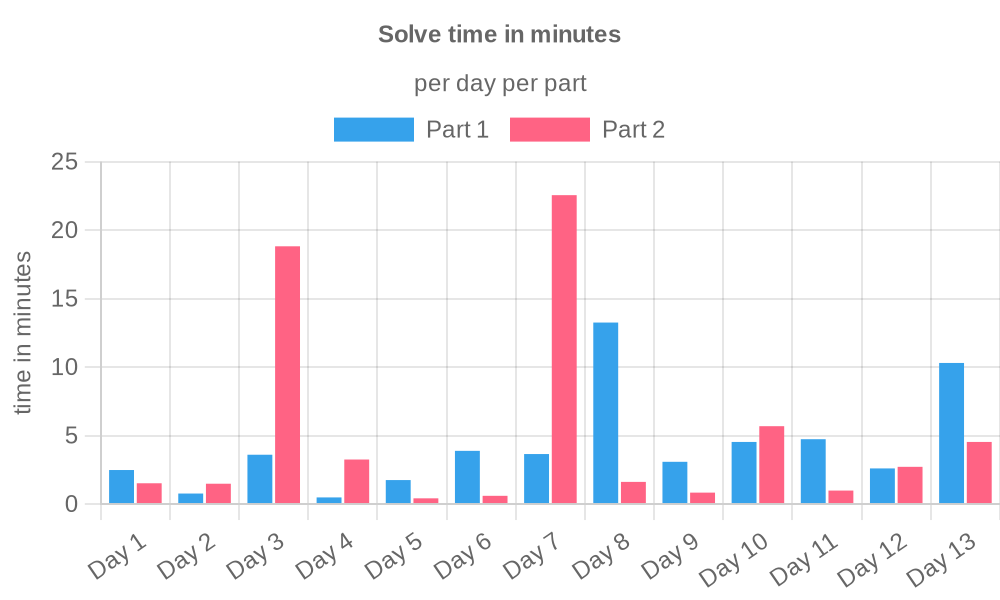 Solve time in minutes
per day per part
Part 1 Part 2
time in minutes
25
20
15
10
5
0
Day 1 Day 2 Day 3 Day 4 Day 5 Day 6 Day 7 Day 8 Day 9 Day 10 Day 11 Day 12 Day 13